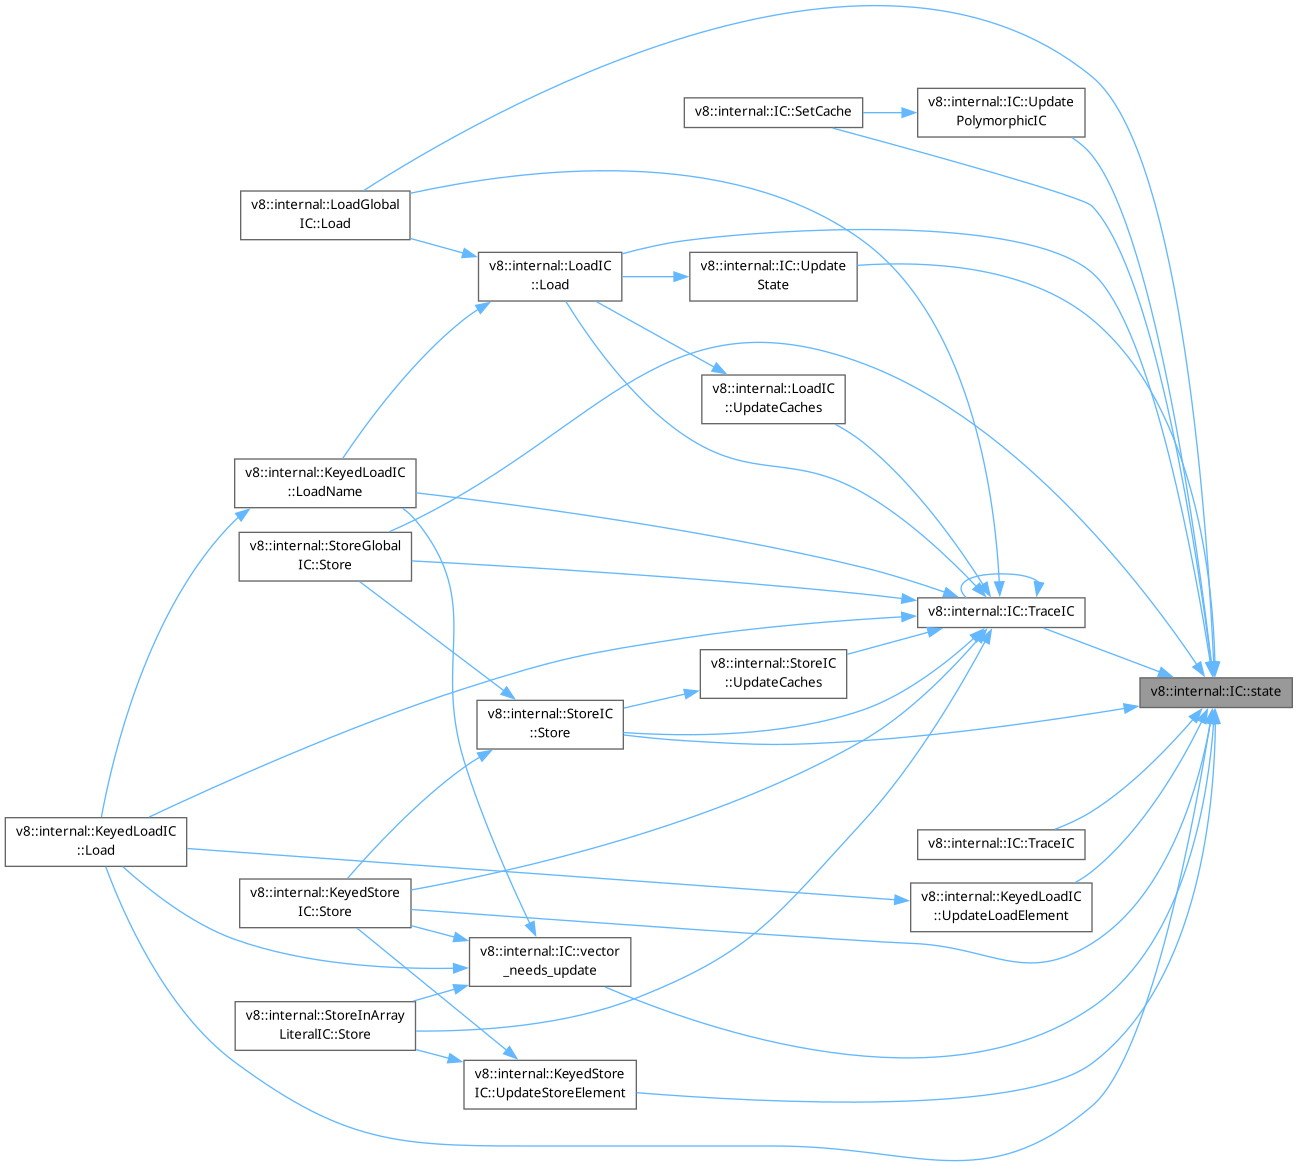 v8::internal::IC::Update
PolymorphicIC
v8::internal::IC::SetCache
v8::internal::LoadGlobal
IC::Load
v8::internal::LoadIC
::Load
v8::internal::IC::Update
State
v8::internal::LoadIC
::UpdateCaches
v8::internal::KeyedLoadIC
::LoadName
v8::internal::StoreGlobal
IC::Store
v8::internal::IC::TraceIC
v8::internal::StoreIC
::UpdateCaches
v8::internal::IC::state
v8::internal::StoreIC
::Store
v8::internal::KeyedLoadIC
::Load
v8::internal::IC::TraceIC
v8::internal::KeyedStore
IC::Store
v8::internal::KeyedLoadIC
::UpdateLoadElement
v8::internal::IC::vector
_needs_update
v8::internal::StoreInArray
LiteralIC::Store
v8::internal::KeyedStore
IC::UpdateStoreElement